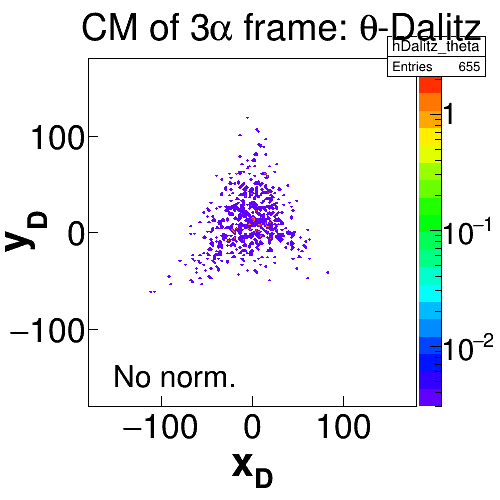 CM of 3α frame: θ-Dalitz
hDalitz_theta
Entries 655
1
10⁻¹
10⁻²
100
0
−100
y_D
No norm.
−100 0 100
x_D